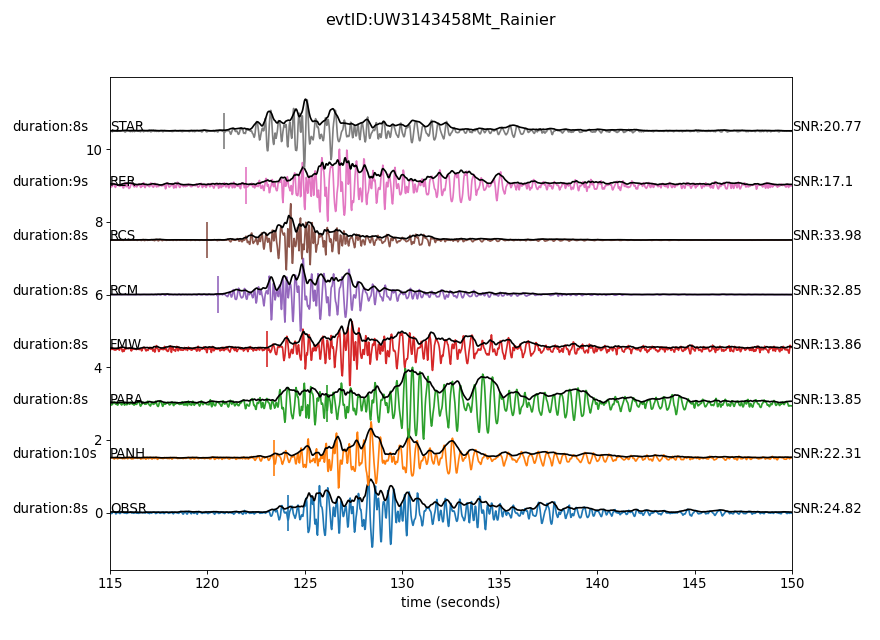 evtID:UW3143458Mt_Rainier
duration:8s STAR SNR:20.77
10
duration:9s RER SNR:17.1
8
duration:8s RCS SNR:33.98
duration:8s RCM SNR:32.85
6
duration:8s FMW SNR:13.86
4
duration:8s PARA SNR:13.85
2
duration:10s PANH SNR:22.31
duration:8s OBSR SNR:24.82
0
115 120 125 130 135 140 145 150
time (seconds)